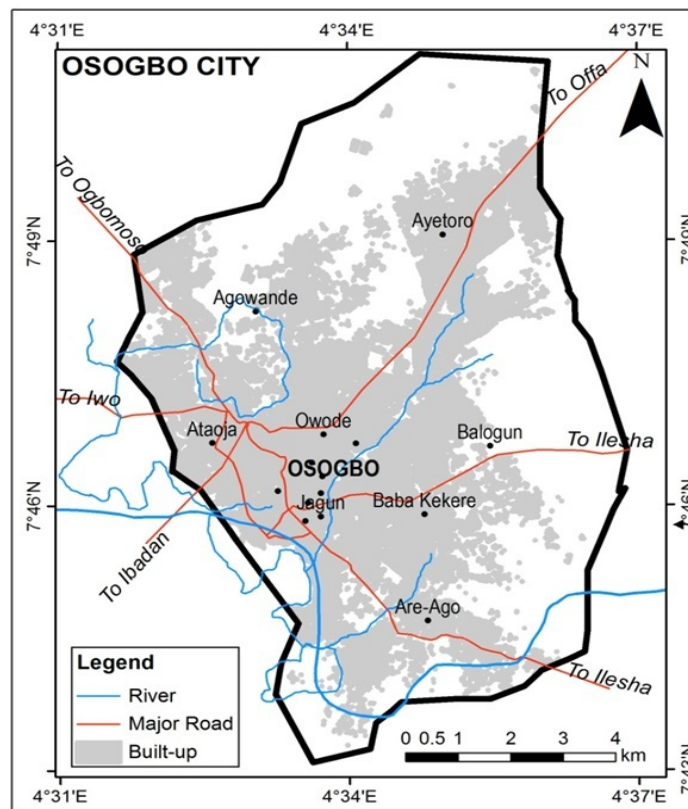 4°31'E 4°34'E 4°37'E
OSOGBO CITY
N
To Offa
To Ogbomoso
7°49'N
Ayetoro
Agowande
To Iwo
Ataoja
Owode
Balogun
To Ilesha
OSOGBO
7°46'N 7°46'N
Jagun
Baba Kekere
To Ibadan
Are-Ago
To Ilesha
Legend
River
Major Road
Built-up
0 0.5 1 2 3 4
km
4°31'E 4°34'E 4°37'E